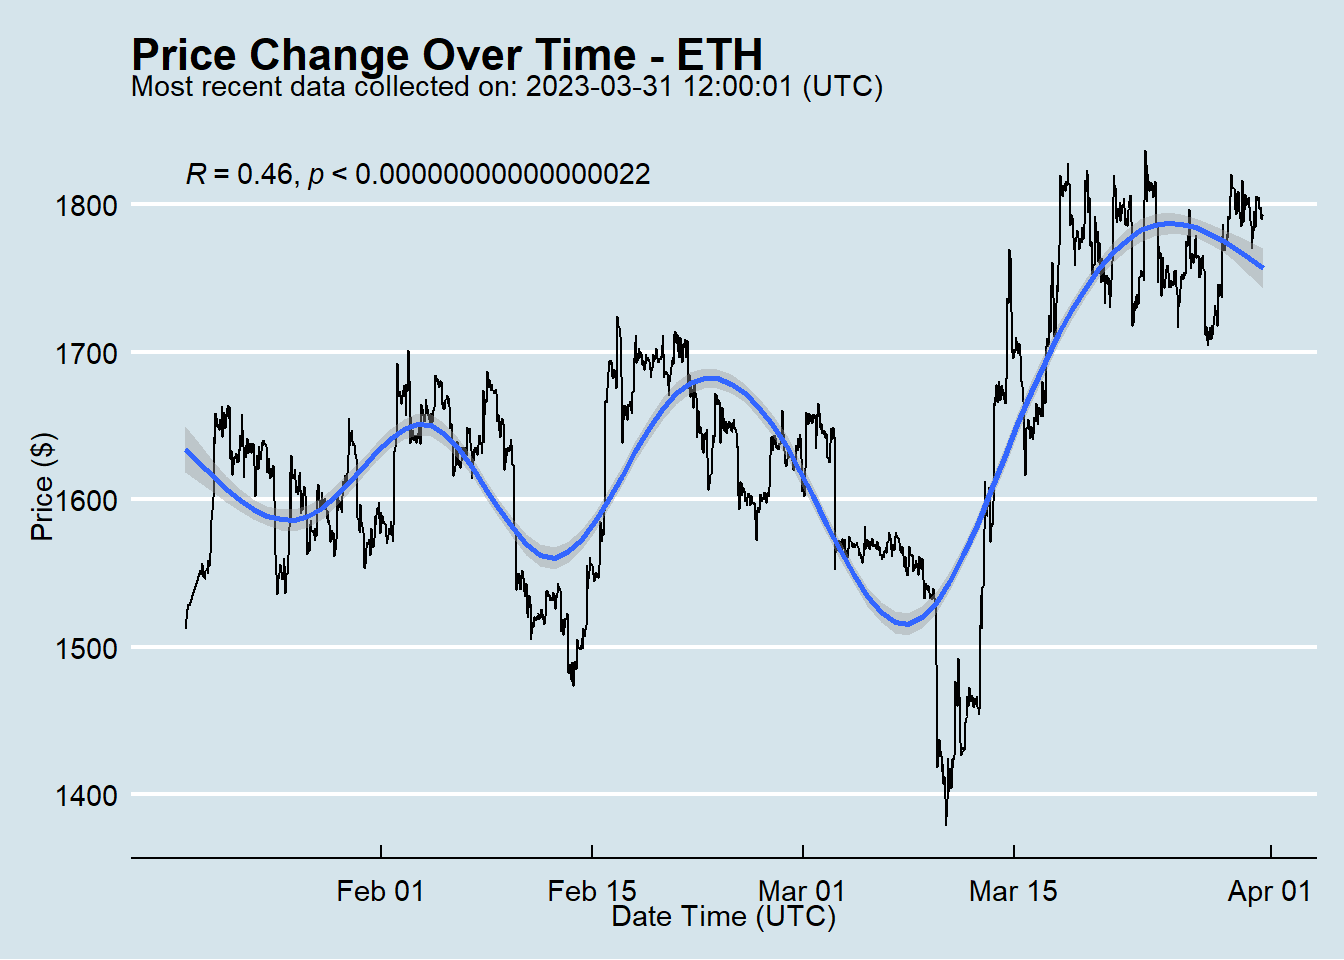 Price Change Over Time - ETH
Most recent data collected on: 2023-03-31 12:00:01 (UTC)
R = 0.46, p < 0.00000000000000022
1800
1700
1600
1500
1400
Price ($)
Feb 01
Feb 15
Mar 01
Mar 15
Apr 01
Date Time (UTC)